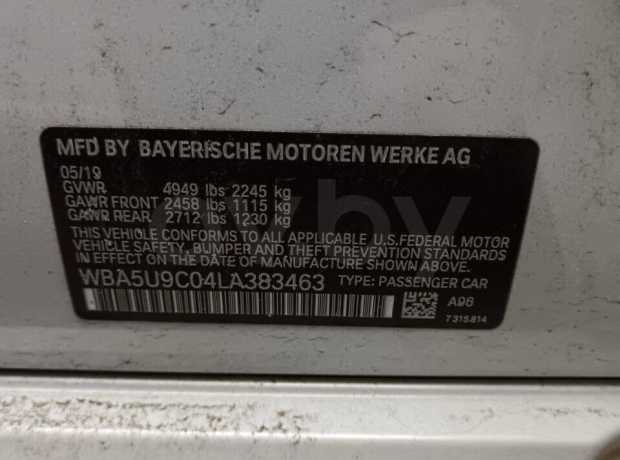 MFD BY BAYERISCHE MOTOREN WERKE AG
05/19
GVWR 4949 lbs 2245 kg
GAWR FRONT 2458 lbs 1115 kg
GAWR REAR 2712 lbs 1230 kg
THIS VEHICLE CONFORMS TO ALL APPLICABLE U.S.FEDERAL MOTOR
VEHICLE SAFETY, BUMPER AND THEFT PREVENTION STANDARDS
IN EFFECT ON THE DATE OF MANUFACTURE SHOWN ABOVE.
WBA5U9C04LA383463 TYPE: PASSENGER CAR
A96
7315814